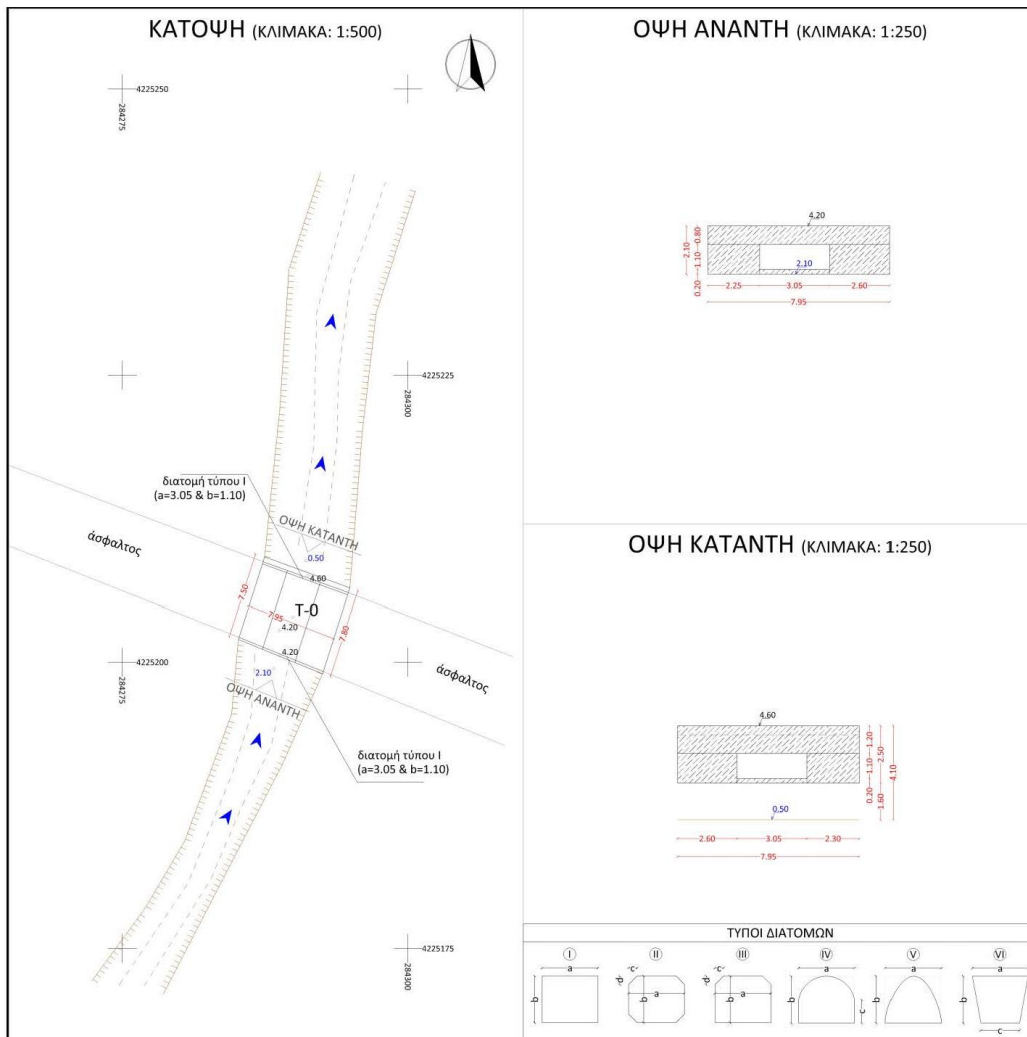 ΚΑΤΟΨΗ (ΚΛΙΜΑΚΑ: 1:500)
4225250
284275
4225225
284300
διατομή τύπου Ι
(a=3.05 & b=1.10)
ΟΨΗ ΚΑΤΑΝΤΗ
άσφαλτος
0.50
4.60
7.50
T-0
7.95
4.20
7.80
4.20
4225200
284275
2.10
άσφαλτος
ΟΨΗ ΑΝΑΝΤΗ
διατομή τύπου Ι
(a=3.05 & b=1.10)
4225175
284300
ΟΨΗ ΑΝΑΝΤΗ (ΚΛΙΜΑΚΑ: 1:250)
4.20
0.80
2.10
1.10
2.10
0.20
2.25 3.05 2.60
7.95
ΟΨΗ ΚΑΤΑΝΤΗ (ΚΛΙΜΑΚΑ: 1:250)
4.60
1.20
2.50
1.10
4.10
0.20
1.60
0.50
2.60 3.05 2.30
7.95
ΤΥΠΟΙ ΔΙΑΤΟΜΩΝ
I II III IV V VI
a c c a a a
b d b a d b a b c b b
c